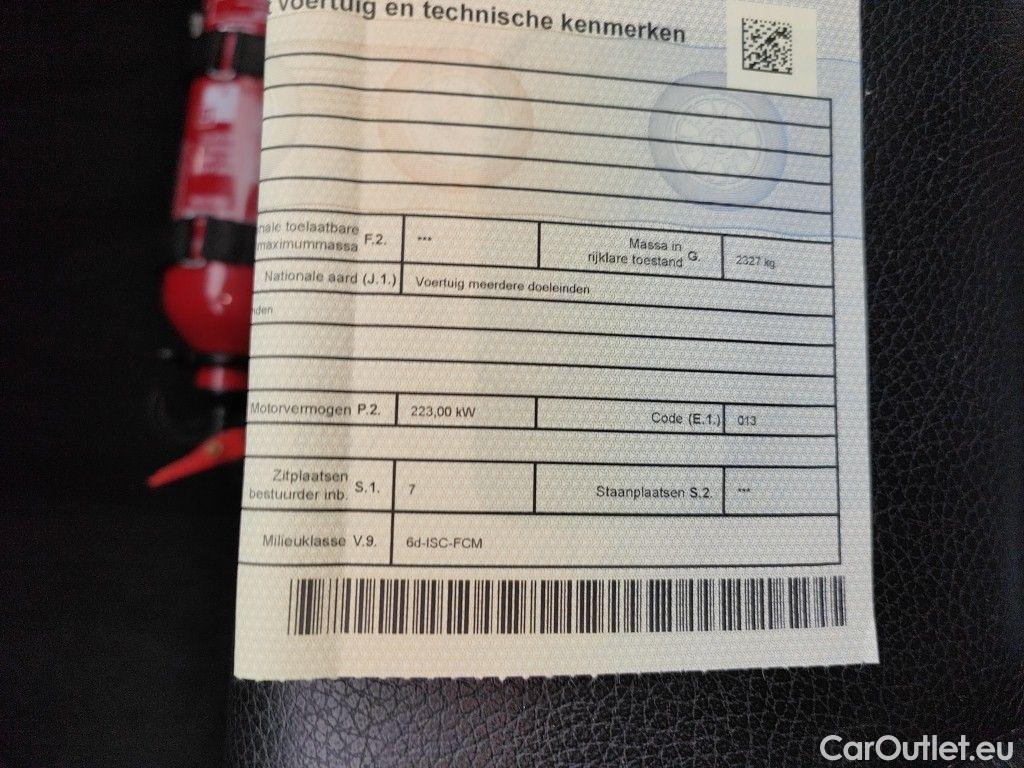 voertuig en technische kenmerken
toelaatbare
maximummassa F.2. ***
Massa in
rijklare toestand G. 2327 kg
Nationale aard (J.1.) Voertuig meerdere doeleinden
Motorvermogen P.2. 223,00 kW Code (E.1.) 013
Zitplaatsen
bestuurder inb. S.1. 7 Staanplaatsen S.2. ***
Milieuklasse V.9. 6d-ISC-FCM
CarOutlet.eu